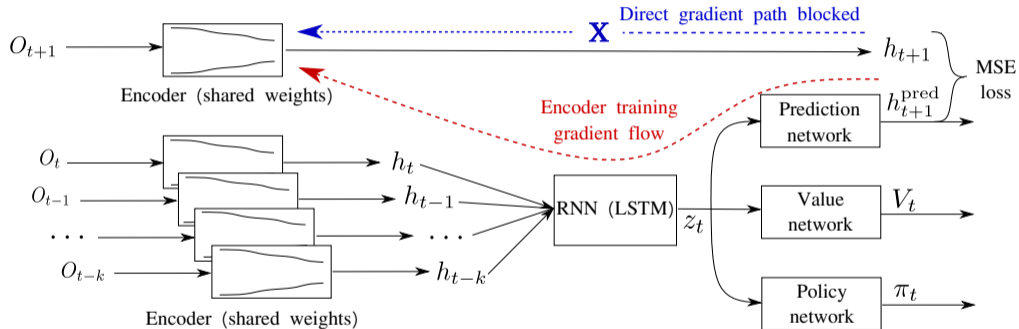 Direct gradient path blocked
X
O_{t+1}
h_{t+1}
Encoder (shared weights)
MSE
loss
Encoder training
gradient flow
h_{t+1}^{pred}
Prediction
network
O_t
h_t
O_{t-1}
h_{t-1}
RNN (LSTM)
z_t
Value
network
V_t
...
...
O_{t-k}
h_{t-k}
Policy
network
π_t
Encoder (shared weights)